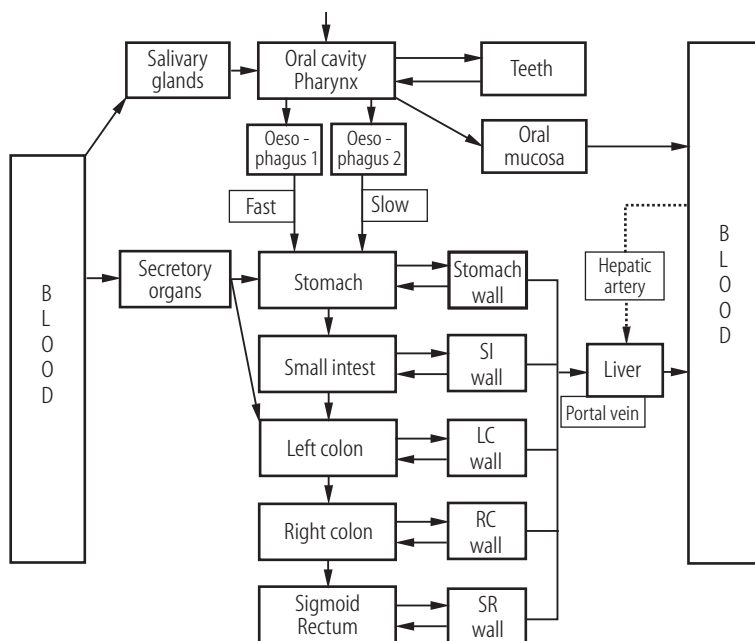 Salivary
glands
Oral cavity
Pharynx
Teeth
Oeso -
phagus 1
Oeso -
phagus 2
Oral
mucosa
Fast
Slow
BLOOD
Secretory
organs
Stomach
Stomach
wall
Hepatic
artery
BLOOD
Small intest
SI
wall
Liver
Portal vein
Left colon
LC
wall
Right colon
RC
wall
Sigmoid
Rectum
SR
wall